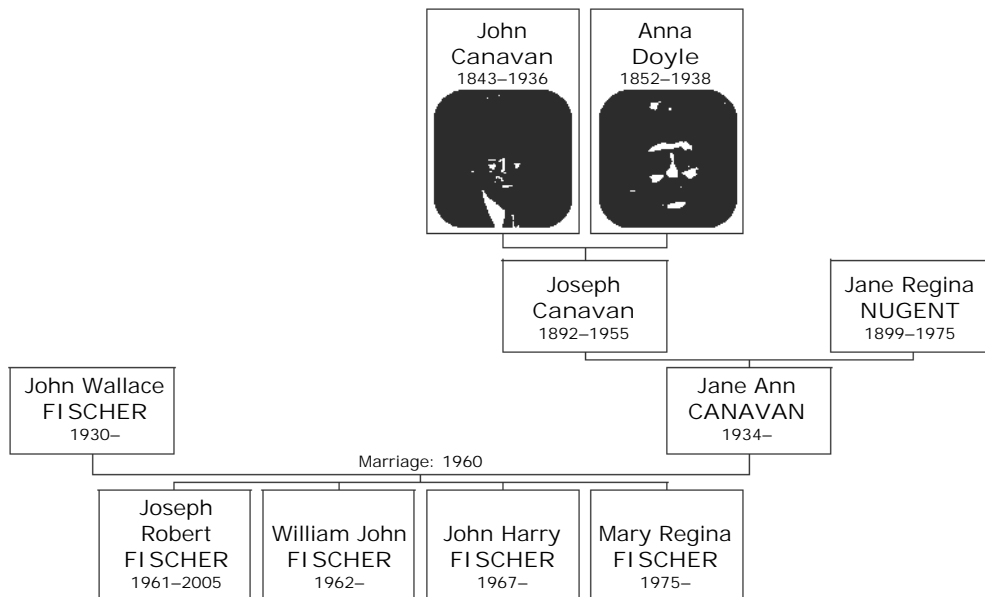 John
Canavan
1843–1936
Anna
Doyle
1852–1938
Joseph
Canavan
1892–1955
Jane Regina
NUGENT
1899–1975
John Wallace
FISCHER
1930–
Jane Ann
CANAVAN
1934–
Marriage: 1960
Joseph
Robert
FISCHER
1961–2005
William John
FISCHER
1962–
John Harry
FISCHER
1967–
Mary Regina
FISCHER
1975–